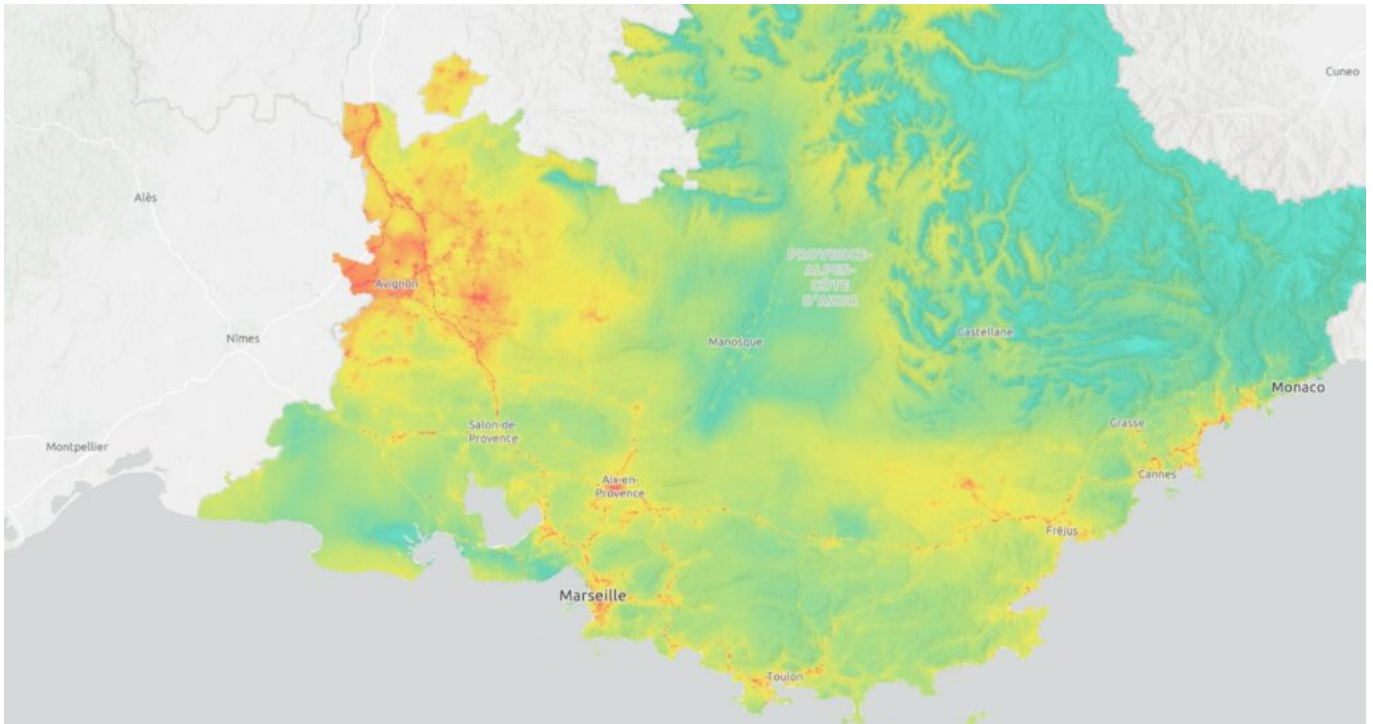 Cuneo
Alès
PROVENCE-
ALPES-
CÔTE
D'AZUR
Avignon
Nîmes
Manosque
Castellane
Monaco
Salon-de-
Provence
Grasse
Montpellier
Cannes
Aix-en-
Provence
Fréjus
Marseille
Toulon